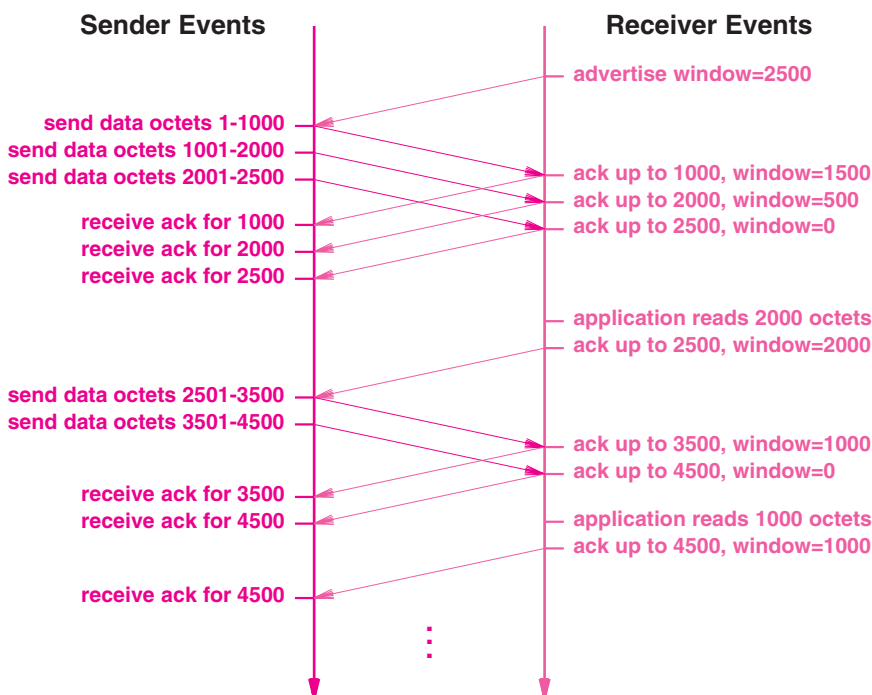 Sender Events
Receiver Events
advertise window=2500
send data octets 1-1000
send data octets 1001-2000
send data octets 2001-2500
ack up to 1000, window=1500
ack up to 2000, window=500
ack up to 2500, window=0
receive ack for 1000
receive ack for 2000
receive ack for 2500
application reads 2000 octets
ack up to 2500, window=2000
send data octets 2501-3500
send data octets 3501-4500
ack up to 3500, window=1000
ack up to 4500, window=0
receive ack for 3500
receive ack for 4500
application reads 1000 octets
ack up to 4500, window=1000
receive ack for 4500